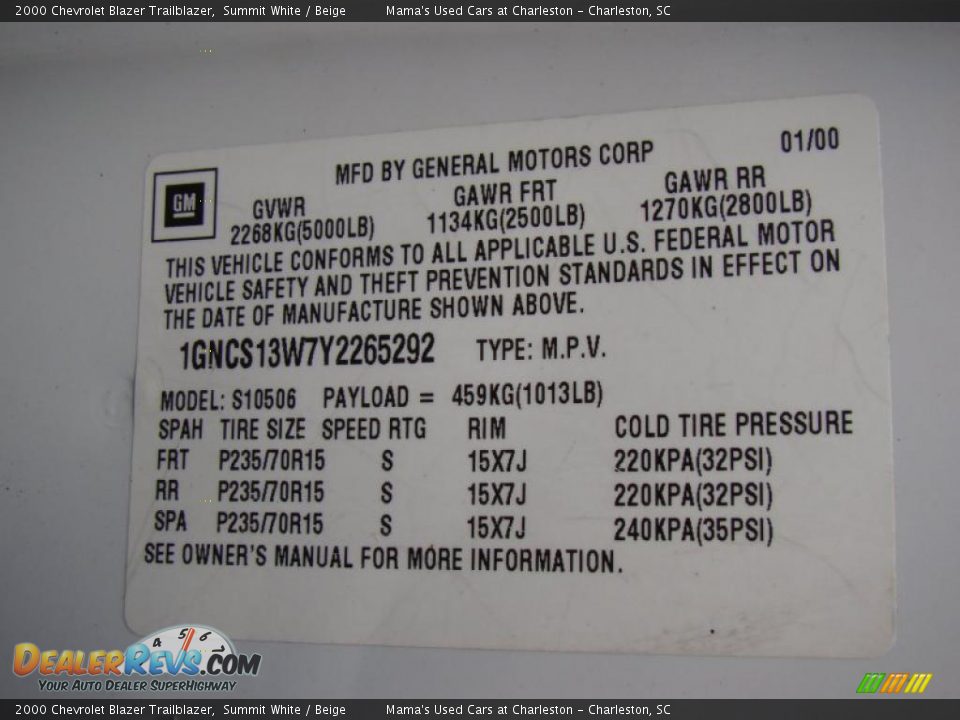 2000 Chevrolet Blazer Trailblazer,  Summit White / Beige     Mama's Used Cars at Charleston - Charleston, SC
MFD BY GENERAL MOTORS CORP 01/00
GM
GVWR GAWR FRT GAWR RR
2268KG(5000LB) 1134KG(2500LB) 1270KG(2800LB)
THIS VEHICLE CONFORMS TO ALL APPLICABLE U.S. FEDERAL MOTOR
VEHICLE SAFETY AND THEFT PREVENTION STANDARDS IN EFFECT ON
THE DATE OF MANUFACTURE SHOWN ABOVE.
1GNCS13W7Y2265292 TYPE: M.P.V.
MODEL: S10506 PAYLOAD = 459KG(1013LB)
SPAH TIRE SIZE SPEED RTG RIM COLD TIRE PRESSURE
FRT P235/70R15 S 15X7J 220KPA(32PSI)
RR P235/70R15 S 15X7J 220KPA(32PSI)
SPA P235/70R15 S 15X7J 240KPA(35PSI)
SEE OWNER'S MANUAL FOR MORE INFORMATION.
4 5 6
DEALERREVS.COM
YOUR AUTO DEALER SUPERHIGHWAY
2000 Chevrolet Blazer Trailblazer,  Summit White / Beige     Mama's Used Cars at Charleston - Charleston, SC